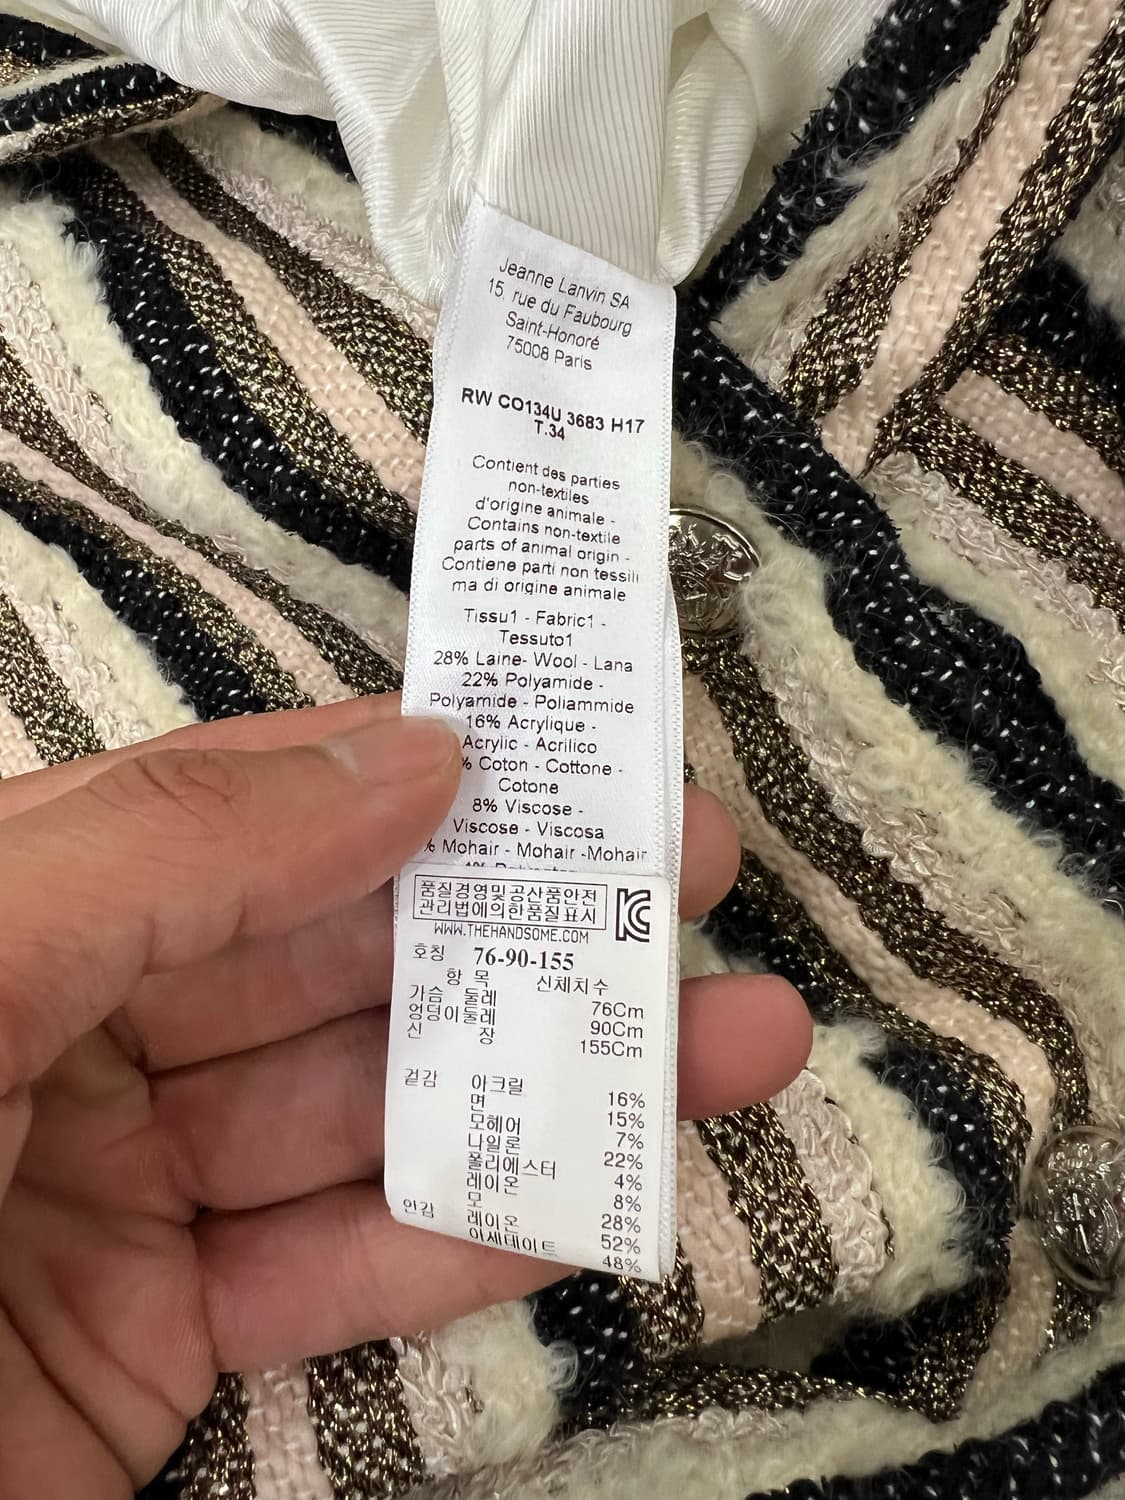 Jeanne Lanvin SA
15, rue du Faubourg
Saint-Honoré
75008 Paris
RW CO134U 3683 H17
T.34
Contient des parties
non-textiles
d'origine animale -
Contains non-textile
parts of animal origin -
Contiene parti non tessili
ma di origine animale
Tissu1 - Fabric1 -
Tessuto1
28% Laine- Wool - Lana
22% Polyamide -
Polyamide - Poliammide
16% Acrylique -
Acrylic - Acrilico
% Coton - Cottone -
Cotone
8% Viscose -
Viscose - Viscosa
% Mohair - Mohair -Mohair
품질경영및공산품안전
관리법에의한품질표시
WWW.THEHANDSOME.COM
호칭 76-90-155
항 목 신체치수
가슴 둘레 76Cm
엉덩이둘레 90Cm
신 장 155Cm
겉감 아크릴 16%
면 15%
모헤어 7%
나일론 22%
폴리에스터 4%
레이온 8%
모 28%
안감 레이온 52%
아세테이트 48%